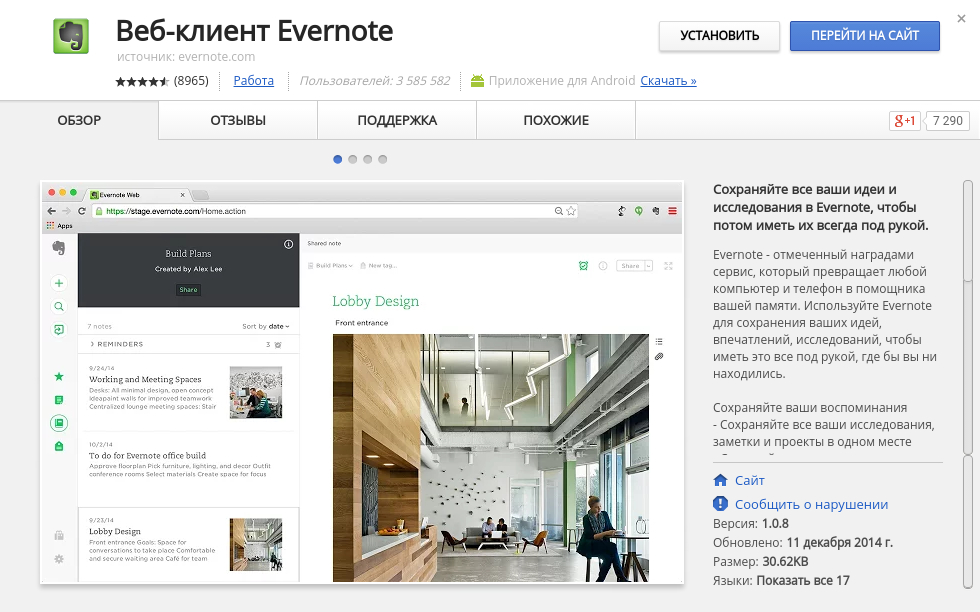 Веб-клиент Evernote
источник: evernote.com
(8965) Работа Пользователей: 3 585 582 Приложение для Android Скачать »
УСТАНОВИТЬ
ПЕРЕЙТИ НА САЙТ
ОБЗОР ОТЗЫВЫ ПОДДЕРЖКА ПОХОЖИЕ
g+1 7 290
Evernote Web
https://stage.evernote.com/Home.action
Apps
Build Plans
Created by Alex Lee
Share
7 notes Sort by date
REMINDERS 3
9/24/14
Working and Meeting Spaces
Desks: All minimal design, open concept
Ideapaint walls for improved teamwork
Centralized lounge meeting spaces: Stair
10/2/14
To do for Evernote office build
Approve floorplan Pick furniture, lighting, and decor Outfit
conference rooms Select materials Create space for focus
9/23/14
Lobby Design
Front entrance Goals: Space for
conversations to take place Comfortable
and secure waiting area Café for team
Shared note
Build Plans New tag...
Share
Lobby Design
Front entrance
Сохраняйте все ваши идеи и
исследования в Evernote, чтобы
потом иметь их всегда под рукой.
Evernote - отмеченный наградами
сервис, который превращает любой
компьютер и телефон в помощника
вашей памяти. Используйте Evernote
для сохранения ваших идей,
впечатлений, исследований, чтобы
иметь это все под рукой, где бы вы ни
находились.
Сохраняйте ваши воспоминания
- Сохраняйте все ваши исследования,
заметки и проекты в одном месте
Сайт
Сообщить о нарушении
Версия: 1.0.8
Обновлено: 11 декабря 2014 г.
Размер: 30.62KB
Языки: Показать все 17